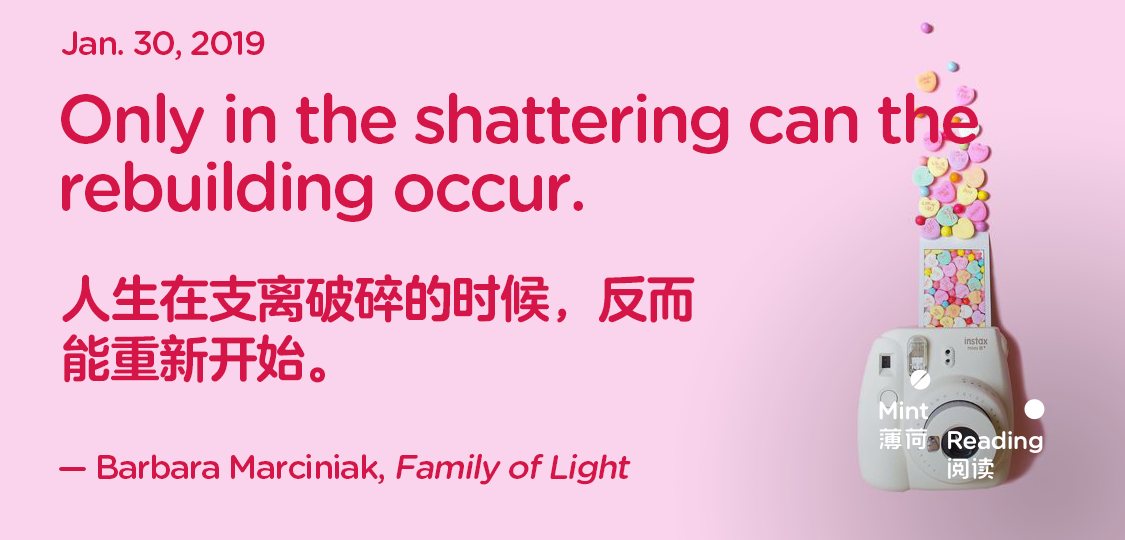 Jan. 30, 2019
Only in the shattering can the
rebuilding occur.
人生在支离破碎的时候，反而
能重新开始。
— Barbara Marciniak, Family of Light
instax
mini 8+
Mint
薄荷
Reading
阅读